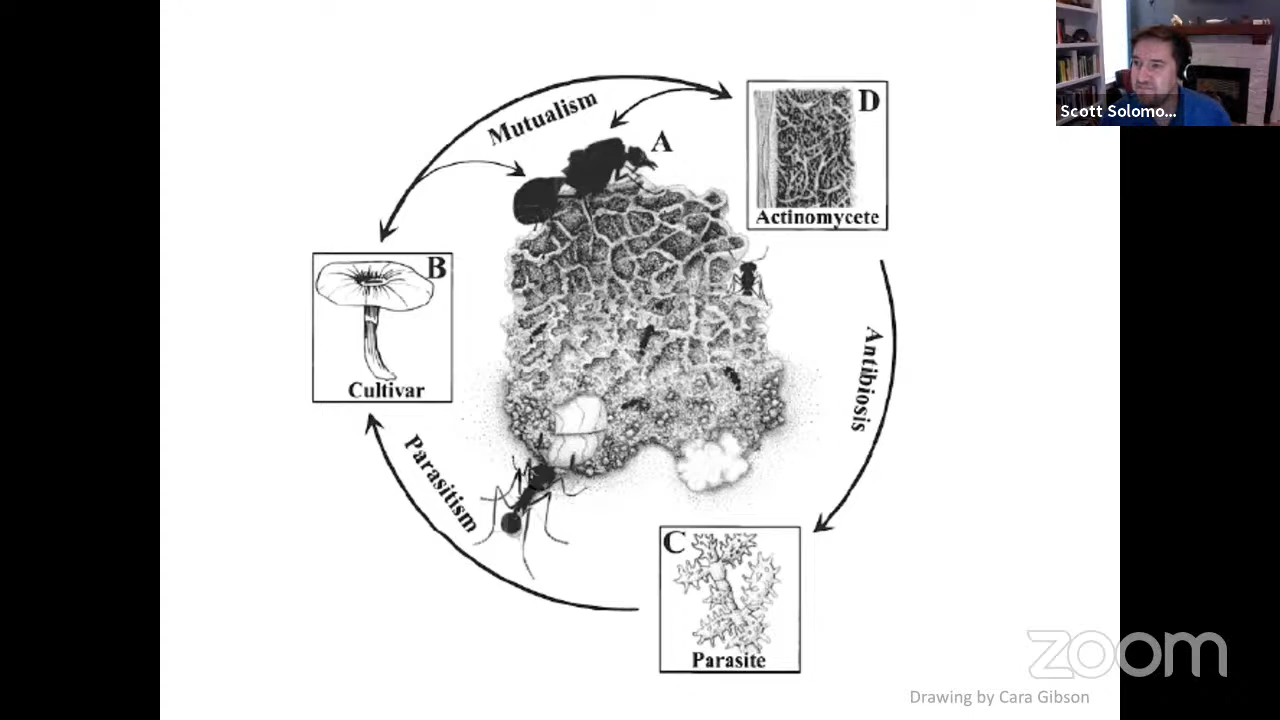 Scott Solomo...
Mutualism
A
D
Actinomycete
B
Cultivar
Antibiosis
Parasitism
C
Parasite
zoom
Drawing by Cara Gibson